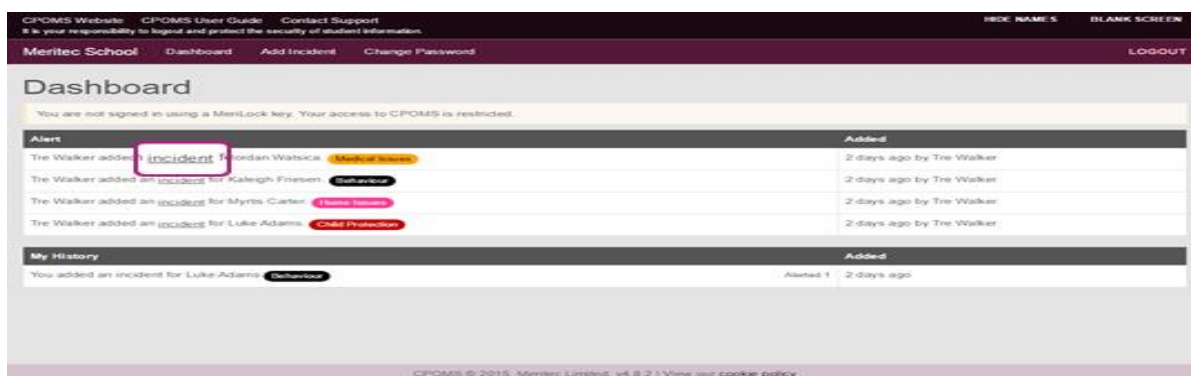 CPOMS Website CPOMS User Guide Contact Support HIDE NAMES BLANK SCREEN
It is your responsibility to logout and protect the security of student information.
Meritec School Dashboard Add Incident Change Password LOGOUT
Dashboard
You are not signed in using a MeriLock key. Your access to CPOMS is restricted.
Alert Added
Tre Walker added incident Jordan Watsica. Medical Issues 2 days ago by Tre Walker
Tre Walker added an incident for Kaleigh Friesen. Behaviour 2 days ago by Tre Walker
Tre Walker added an incident for Myrtis Carter. Home Issues 2 days ago by Tre Walker
Tre Walker added an incident for Luke Adams. Child Protection 2 days ago by Tre Walker
My History Added
You added an incident for Luke Adams Behaviour Alerted 1 2 days ago
CPOMS © 2015 Meritec Limited. v4.8.2 | View our cookie policy